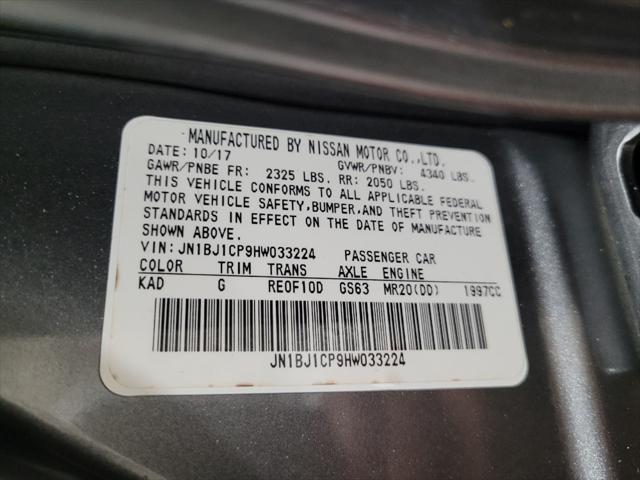 MANUFACTURED BY NISSAN MOTOR CO.,LTD.
DATE: 10/17 GVWR/PNBV: 4340 LBS.
GAWR/PNBE FR: 2325 LBS. RR: 2050 LBS.
THIS VEHICLE CONFORMS TO ALL APPLICABLE FEDERAL
MOTOR VEHICLE SAFETY,BUMPER,AND THEFT PREVENTION
STANDARDS IN EFFECT ON THE DATE OF MANUFACTURE
SHOWN ABOVE.
VIN: JN1BJ1CP9HW033224 PASSENGER CAR
COLOR TRIM TRANS AXLE ENGINE
KAD G RE0F10D GS63 MR20(DD) 1997CC
JN1BJ1CP9HW033224